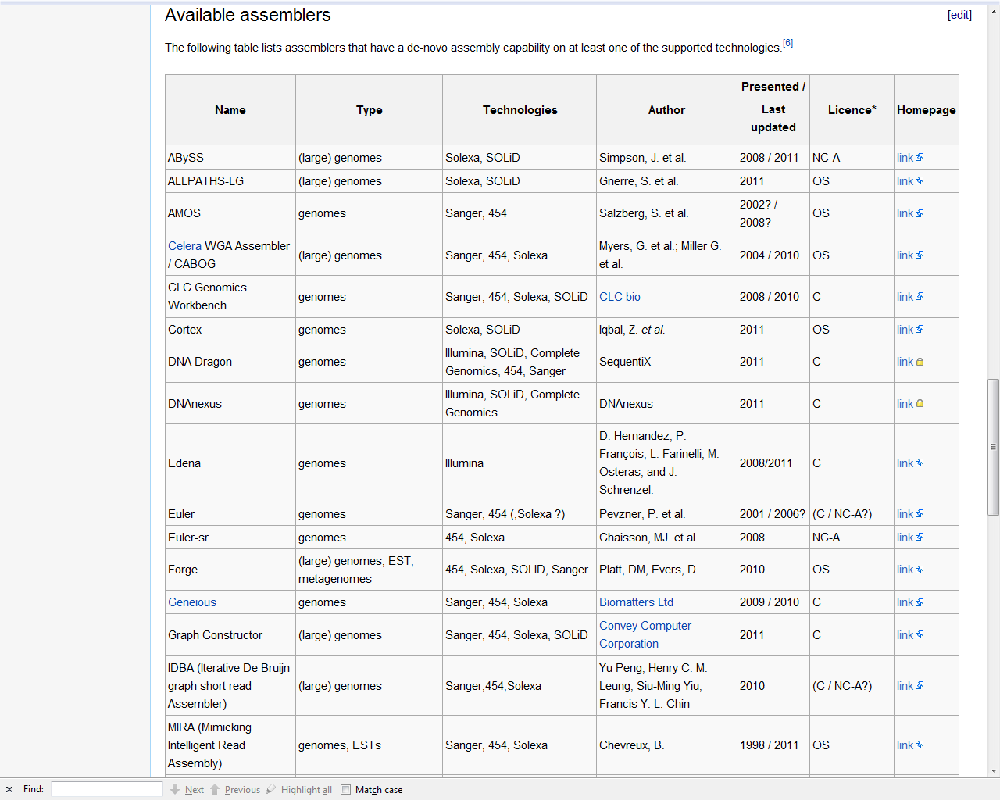 Available assemblers
[edit]
The following table lists assemblers that have a de-novo assembly capability on at least one of the supported technologies.[6]
Name Type Technologies Author Presented / Last updated Licence* Homepage
ABySS (large) genomes Solexa, SOLiD Simpson, J. et al. 2008 / 2011 NC-A link
ALLPATHS-LG (large) genomes Solexa, SOLiD Gnerre, S. et al. 2011 OS link
AMOS genomes Sanger, 454 Salzberg, S. et al. 2002? / 2008? OS link
Celera WGA Assembler / CABOG (large) genomes Sanger, 454, Solexa Myers, G. et al.; Miller G. et al. 2004 / 2010 OS link
CLC Genomics Workbench genomes Sanger, 454, Solexa, SOLiD CLC bio 2008 / 2010 C link
Cortex genomes Solexa, SOLiD Iqbal, Z. et al. 2011 OS link
DNA Dragon genomes Illumina, SOLiD, Complete Genomics, 454, Sanger SequentiX 2011 C link
DNAnexus genomes Illumina, SOLiD, Complete Genomics DNAnexus 2011 C link
Edena genomes Illumina D. Hernandez, P. François, L. Farinelli, M. Osteras, and J. Schrenzel. 2008/2011 C link
Euler genomes Sanger, 454 (,Solexa ?) Pevzner, P. et al. 2001 / 2006? (C / NC-A?) link
Euler-sr genomes 454, Solexa Chaisson, MJ. et al. 2008 NC-A link
Forge (large) genomes, EST, metagenomes 454, Solexa, SOLID, Sanger Platt, DM, Evers, D. 2010 OS link
Geneious genomes Sanger, 454, Solexa Biomatters Ltd 2009 / 2010 C link
Graph Constructor (large) genomes Sanger, 454, Solexa, SOLiD Convey Computer Corporation 2011 C link
IDBA (Iterative De Bruijn graph short read Assembler) (large) genomes Sanger,454,Solexa Yu Peng, Henry C. M. Leung, Siu-Ming Yiu, Francis Y. L. Chin 2010 (C / NC-A?) link
MIRA (Mimicking Intelligent Read Assembly) genomes, ESTs Sanger, 454, Solexa Chevreux, B. 1998 / 2011 OS link
Find: Next Previous Highlight all Match case